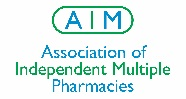 AIM
Association of
Independent Multiple
Pharmacies